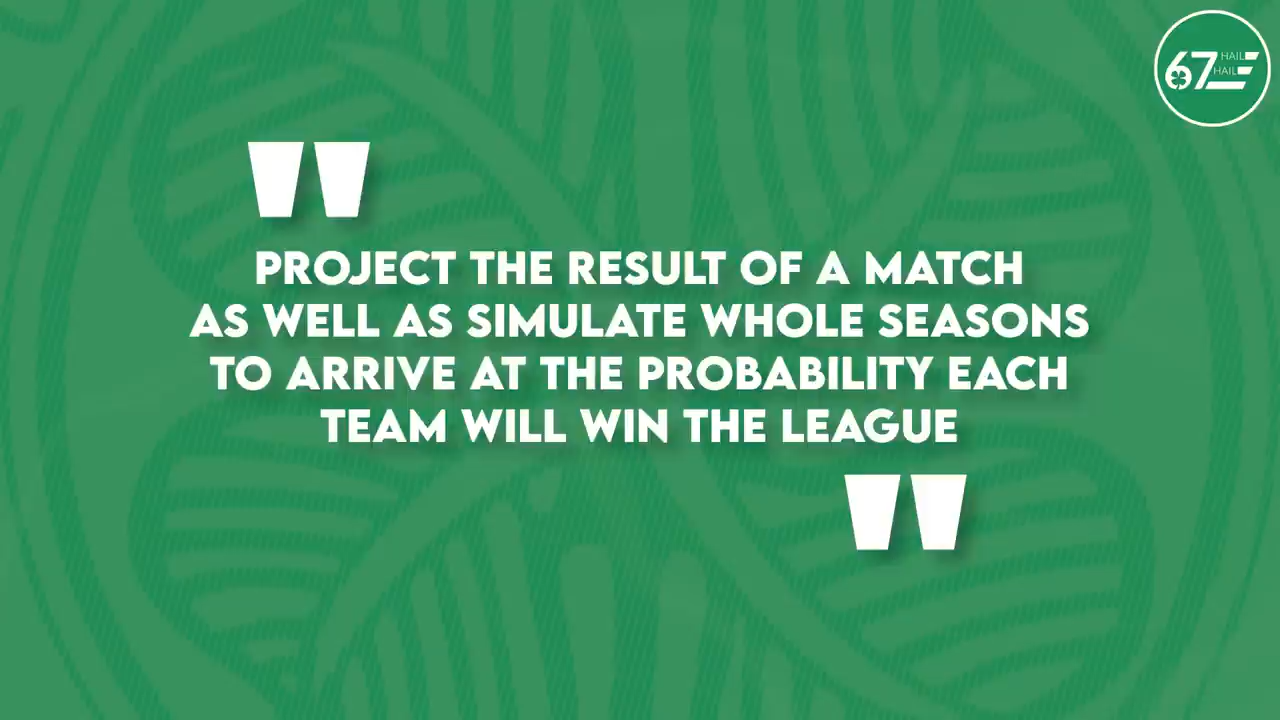 67 HAIL
HAIL
"
PROJECT THE RESULT OF A MATCH
AS WELL AS SIMULATE WHOLE SEASONS
TO ARRIVE AT THE PROBABILITY EACH
TEAM WILL WIN THE LEAGUE
"